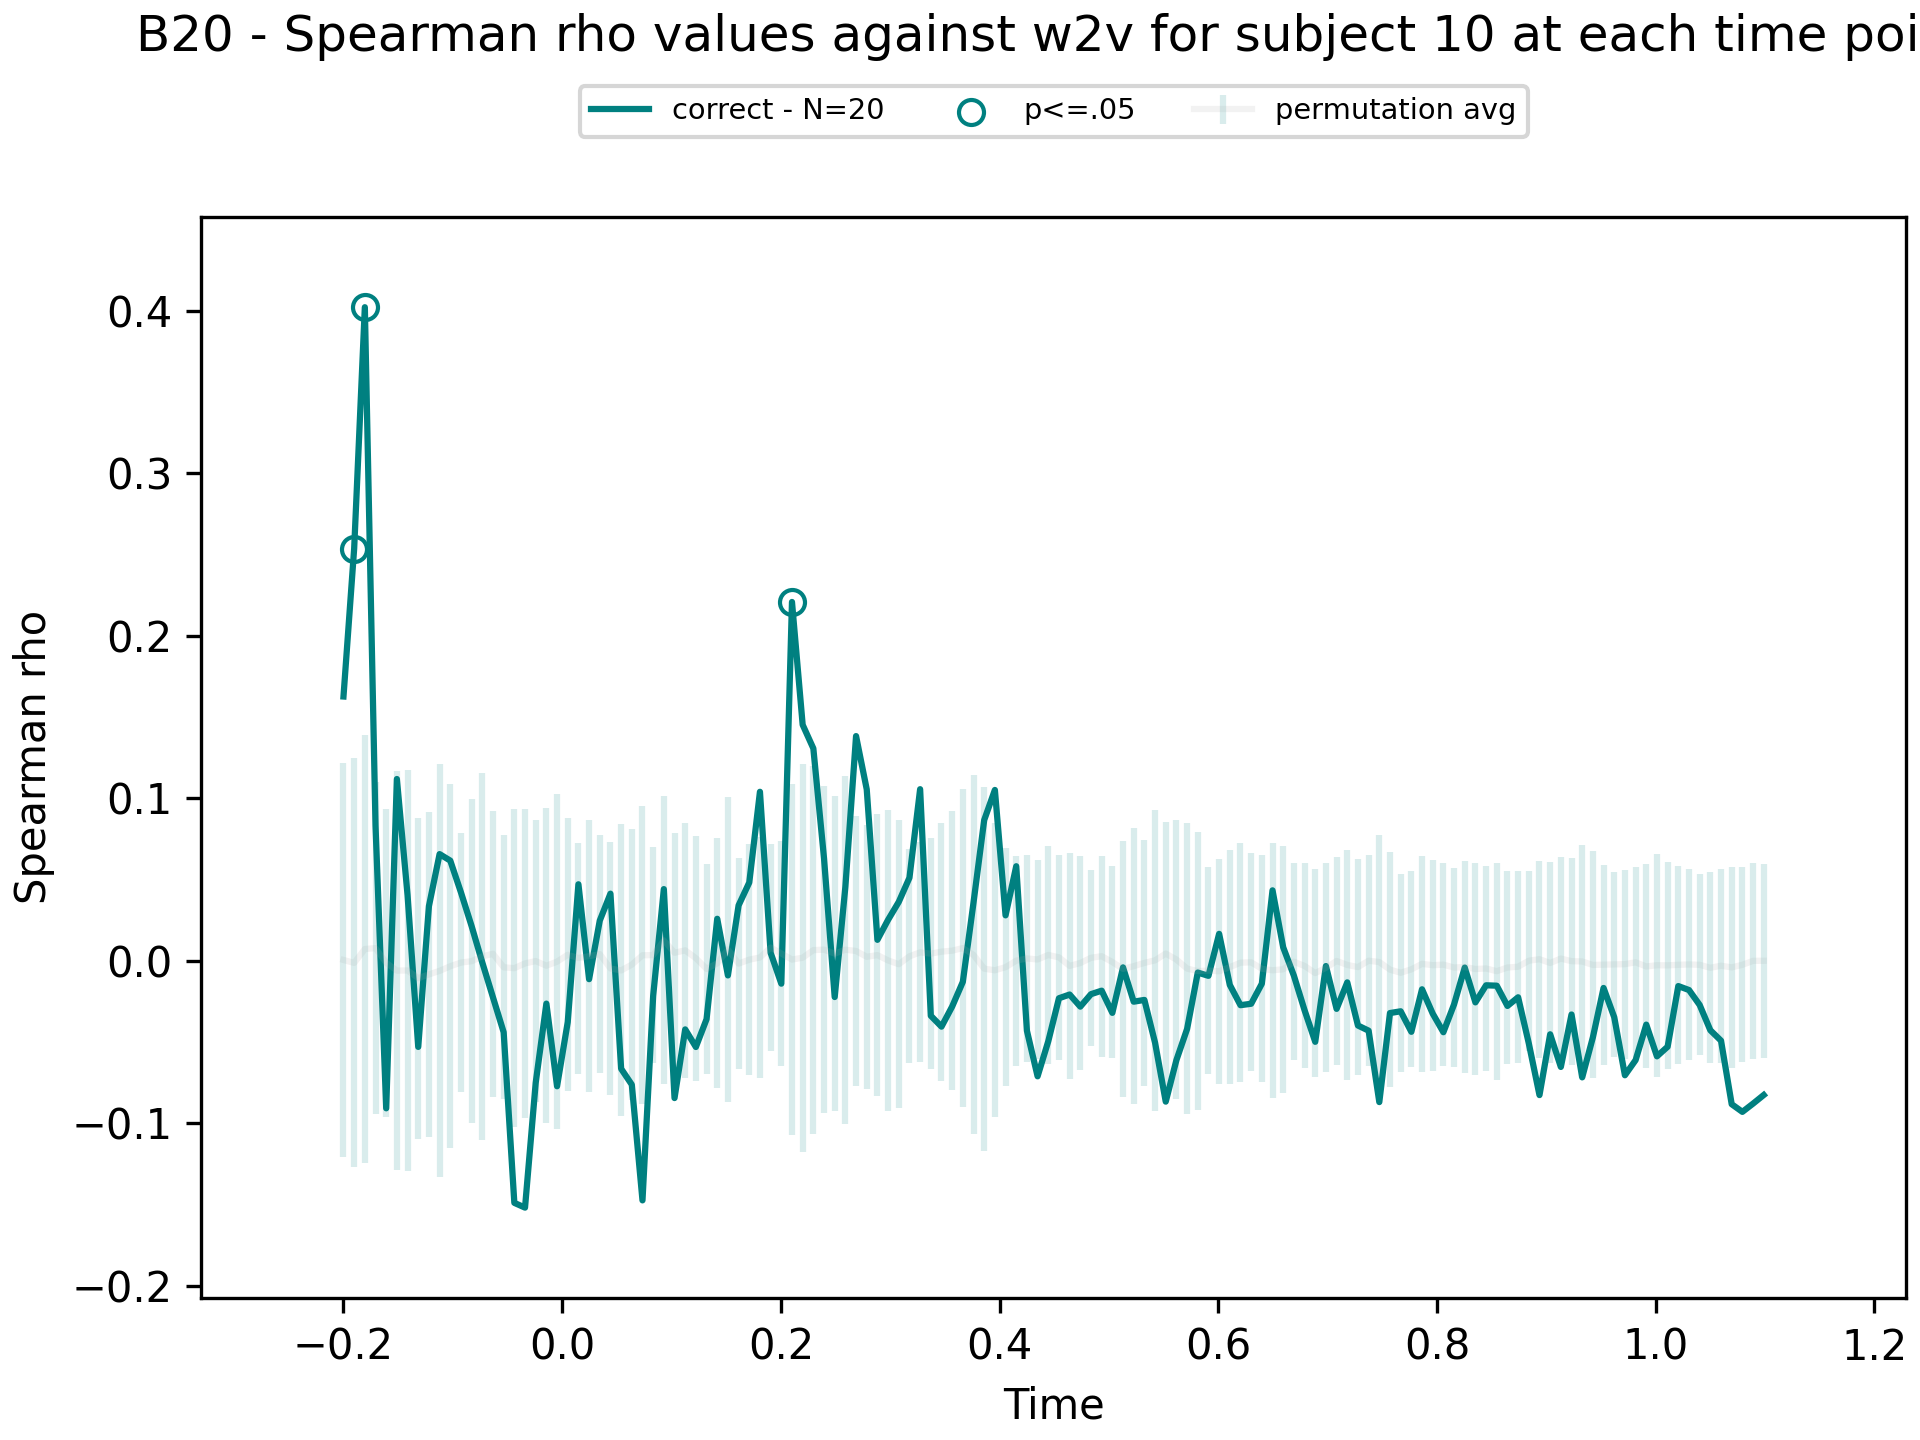 B20 - Spearman rho values against w2v for subject 10 at each time poi
correct - N=20 p<=.05 permutation avg
0.4
0.3
0.2
0.1
0.0
−0.1
−0.2
Spearman rho
−0.2 0.0 0.2 0.4 0.6 0.8 1.0 1.2
Time